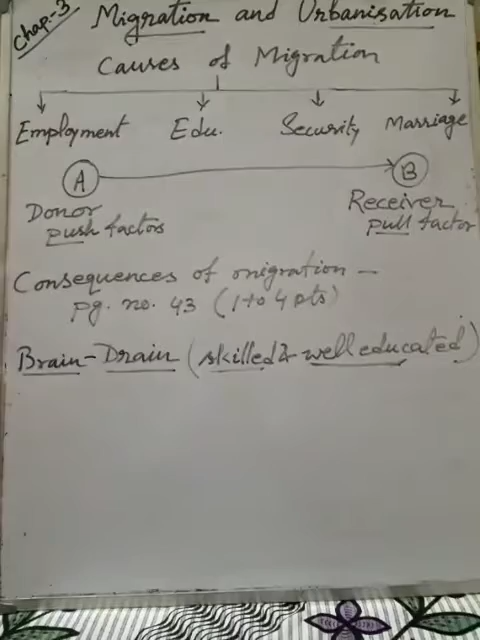 Chap:-3
Migration and Urbanisation
Causes of Migration
Employment Edu. Security Marriage
A B
Donor Receiver
push factors pull factor
Consequences of migration -
pg. no. 43 (1 to 4 pts)
Brain-Drain (skilled & well educated)